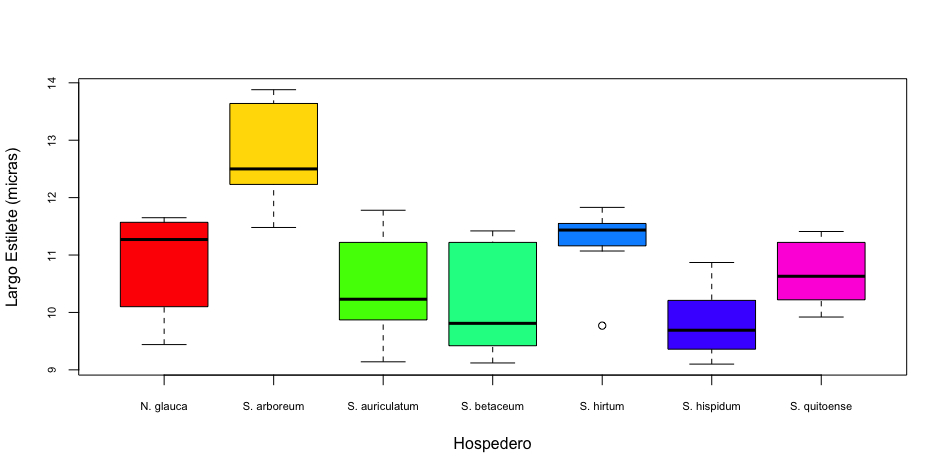 Largo Estilete (micras)
14
13
12
11
10
9
N. glauca S. arboreum S. auriculatum S. betaceum S. hirtum S. hispidum S. quitoense
Hospedero